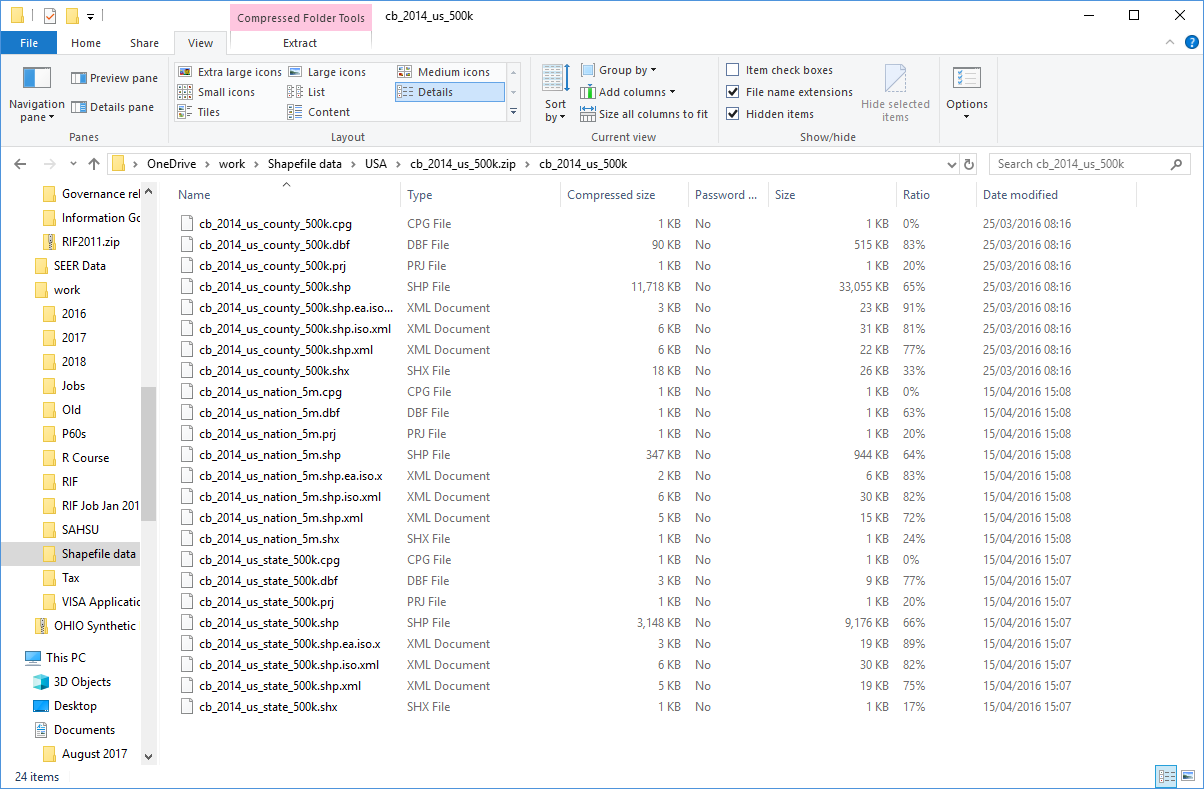 Compressed Folder Tools cb_2014_us_500k
File Home Share View Extract
Navigation pane
Preview pane
Details pane
Panes
Extra large icons Large icons Medium icons
Small icons List Details
Tiles Content
Layout
Sort by
Group by
Add columns
Size all columns to fit
Current view
Item check boxes
File name extensions
Hidden items
Hide selected items
Show/hide
Options
OneDrive > work > Shapefile data > USA > cb_2014_us_500k.zip > cb_2014_us_500k
Search cb_2014_us_500k
Governance rel
Information Go
RIF2011.zip
SEER Data
work
2016
2017
2018
Jobs
Old
P60s
R Course
RIF
RIF Job Jan 201
SAHSU
Shapefile data
Tax
VISA Applicatio
OHIO Synthetic
This PC
3D Objects
Desktop
Documents
August 2017
Name Type Compressed size Password ... Size Ratio Date modified
cb_2014_us_county_500k.cpg CPG File 1 KB No 1 KB 0% 25/03/2016 08:16
cb_2014_us_county_500k.dbf DBF File 90 KB No 515 KB 83% 25/03/2016 08:16
cb_2014_us_county_500k.prj PRJ File 1 KB No 1 KB 20% 25/03/2016 08:16
cb_2014_us_county_500k.shp SHP File 11,718 KB No 33,055 KB 65% 25/03/2016 08:16
cb_2014_us_county_500k.shp.ea.iso... XML Document 3 KB No 23 KB 91% 25/03/2016 08:16
cb_2014_us_county_500k.shp.iso.xml XML Document 6 KB No 31 KB 81% 25/03/2016 08:16
cb_2014_us_county_500k.shp.xml XML Document 6 KB No 22 KB 77% 25/03/2016 08:16
cb_2014_us_county_500k.shx SHX File 18 KB No 26 KB 33% 25/03/2016 08:16
cb_2014_us_nation_5m.cpg CPG File 1 KB No 1 KB 0% 15/04/2016 15:08
cb_2014_us_nation_5m.dbf DBF File 1 KB No 1 KB 63% 15/04/2016 15:08
cb_2014_us_nation_5m.prj PRJ File 1 KB No 1 KB 20% 15/04/2016 15:08
cb_2014_us_nation_5m.shp SHP File 347 KB No 944 KB 64% 15/04/2016 15:08
cb_2014_us_nation_5m.shp.ea.iso.x XML Document 2 KB No 6 KB 83% 15/04/2016 15:08
cb_2014_us_nation_5m.shp.iso.xml XML Document 6 KB No 30 KB 82% 15/04/2016 15:08
cb_2014_us_nation_5m.shp.xml XML Document 5 KB No 15 KB 72% 15/04/2016 15:08
cb_2014_us_nation_5m.shx SHX File 1 KB No 1 KB 24% 15/04/2016 15:08
cb_2014_us_state_500k.cpg CPG File 1 KB No 1 KB 0% 15/04/2016 15:07
cb_2014_us_state_500k.dbf DBF File 3 KB No 9 KB 77% 15/04/2016 15:07
cb_2014_us_state_500k.prj PRJ File 1 KB No 1 KB 20% 15/04/2016 15:07
cb_2014_us_state_500k.shp SHP File 3,148 KB No 9,176 KB 66% 15/04/2016 15:07
cb_2014_us_state_500k.shp.ea.iso.x XML Document 3 KB No 19 KB 89% 15/04/2016 15:07
cb_2014_us_state_500k.shp.iso.xml XML Document 6 KB No 30 KB 82% 15/04/2016 15:07
cb_2014_us_state_500k.shp.xml XML Document 5 KB No 19 KB 75% 15/04/2016 15:07
cb_2014_us_state_500k.shx SHX File 1 KB No 1 KB 17% 15/04/2016 15:07
24 items